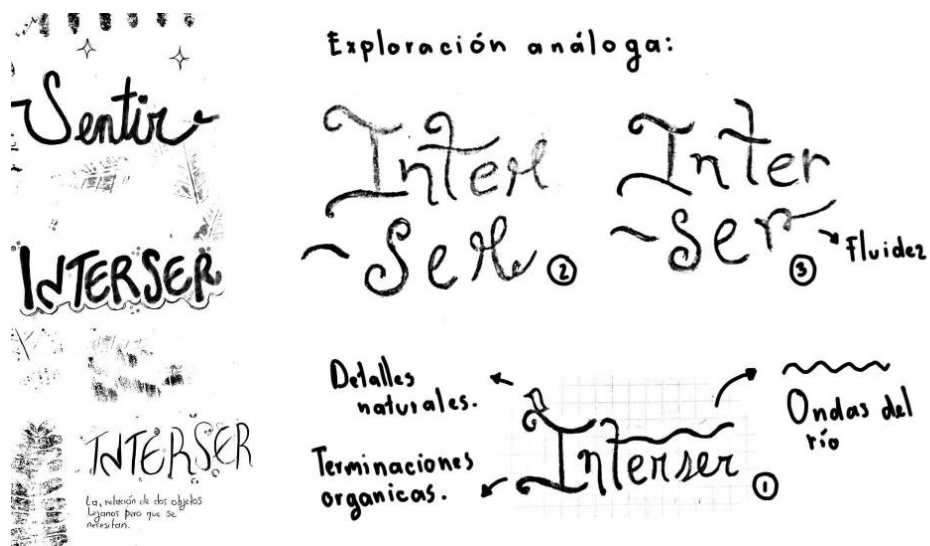 Sentir
INTERSER
INTERSER
La, relación de dos objetos
Lejanos pero que se
necesitan.
Exploración análoga:
Inter
~Ser ②
Inter
~Ser ③
Fluidez
Detalles
naturales.
Terminaciones
organicas.
Interser ①
Ondas del
río